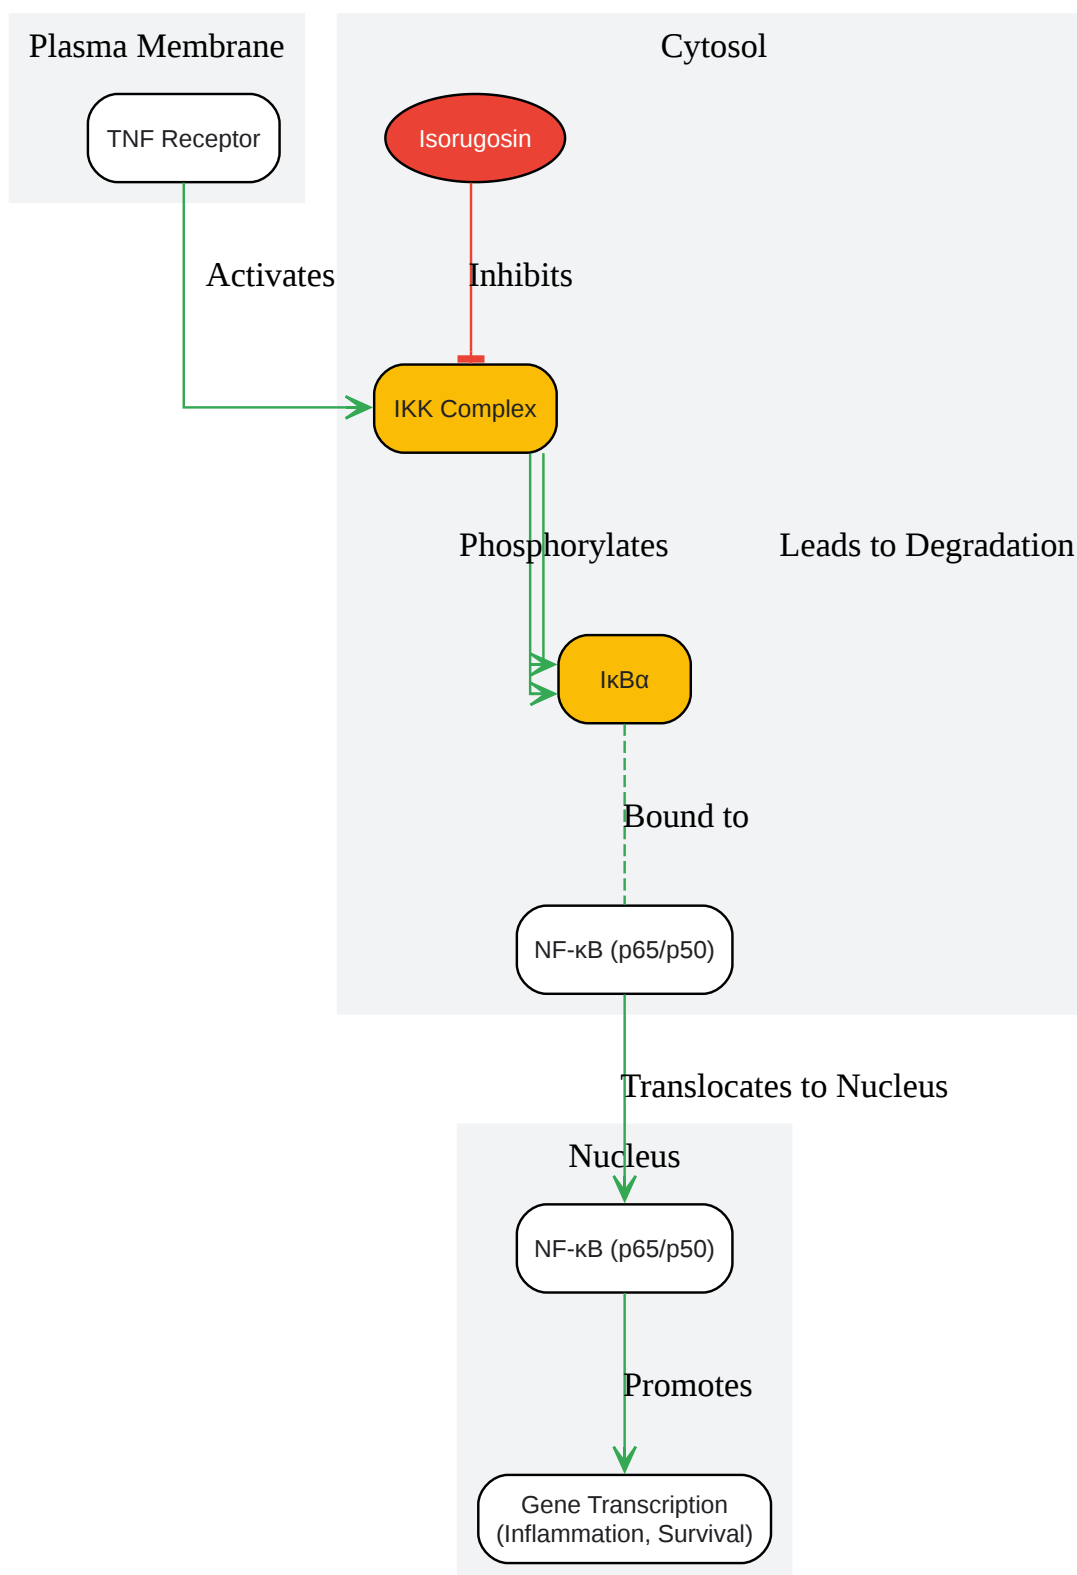 Plasma Membrane
Cytosol
TNF Receptor
Isorugosin
Activates
Inhibits
IKK Complex
Phosphorylates
Leads to Degradation
IκBα
Bound to
NF-κB (p65/p50)
Translocates to Nucleus
Nucleus
NF-κB (p65/p50)
Promotes
Gene Transcription
(Inflammation, Survival)